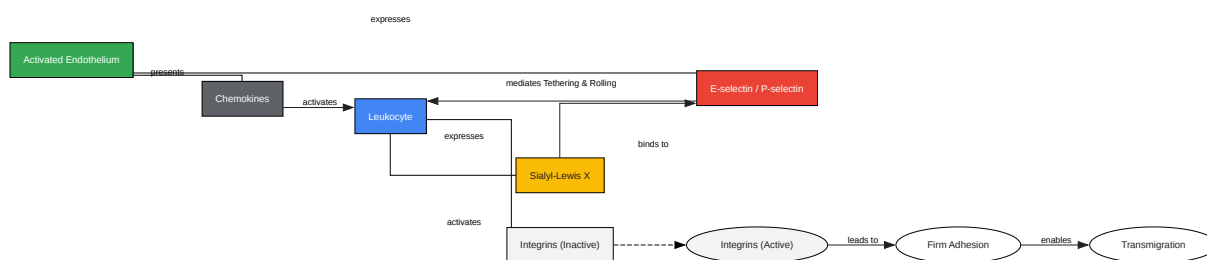 expresses
Activated Endothelium
presents
mediates Tethering & Rolling
E-selectin / P-selectin
Chemokines
activates
Leukocyte
expresses
binds to
Sialyl-Lewis X
activates
Integrins (Inactive)
Integrins (Active)
leads to
Firm Adhesion
enables
Transmigration